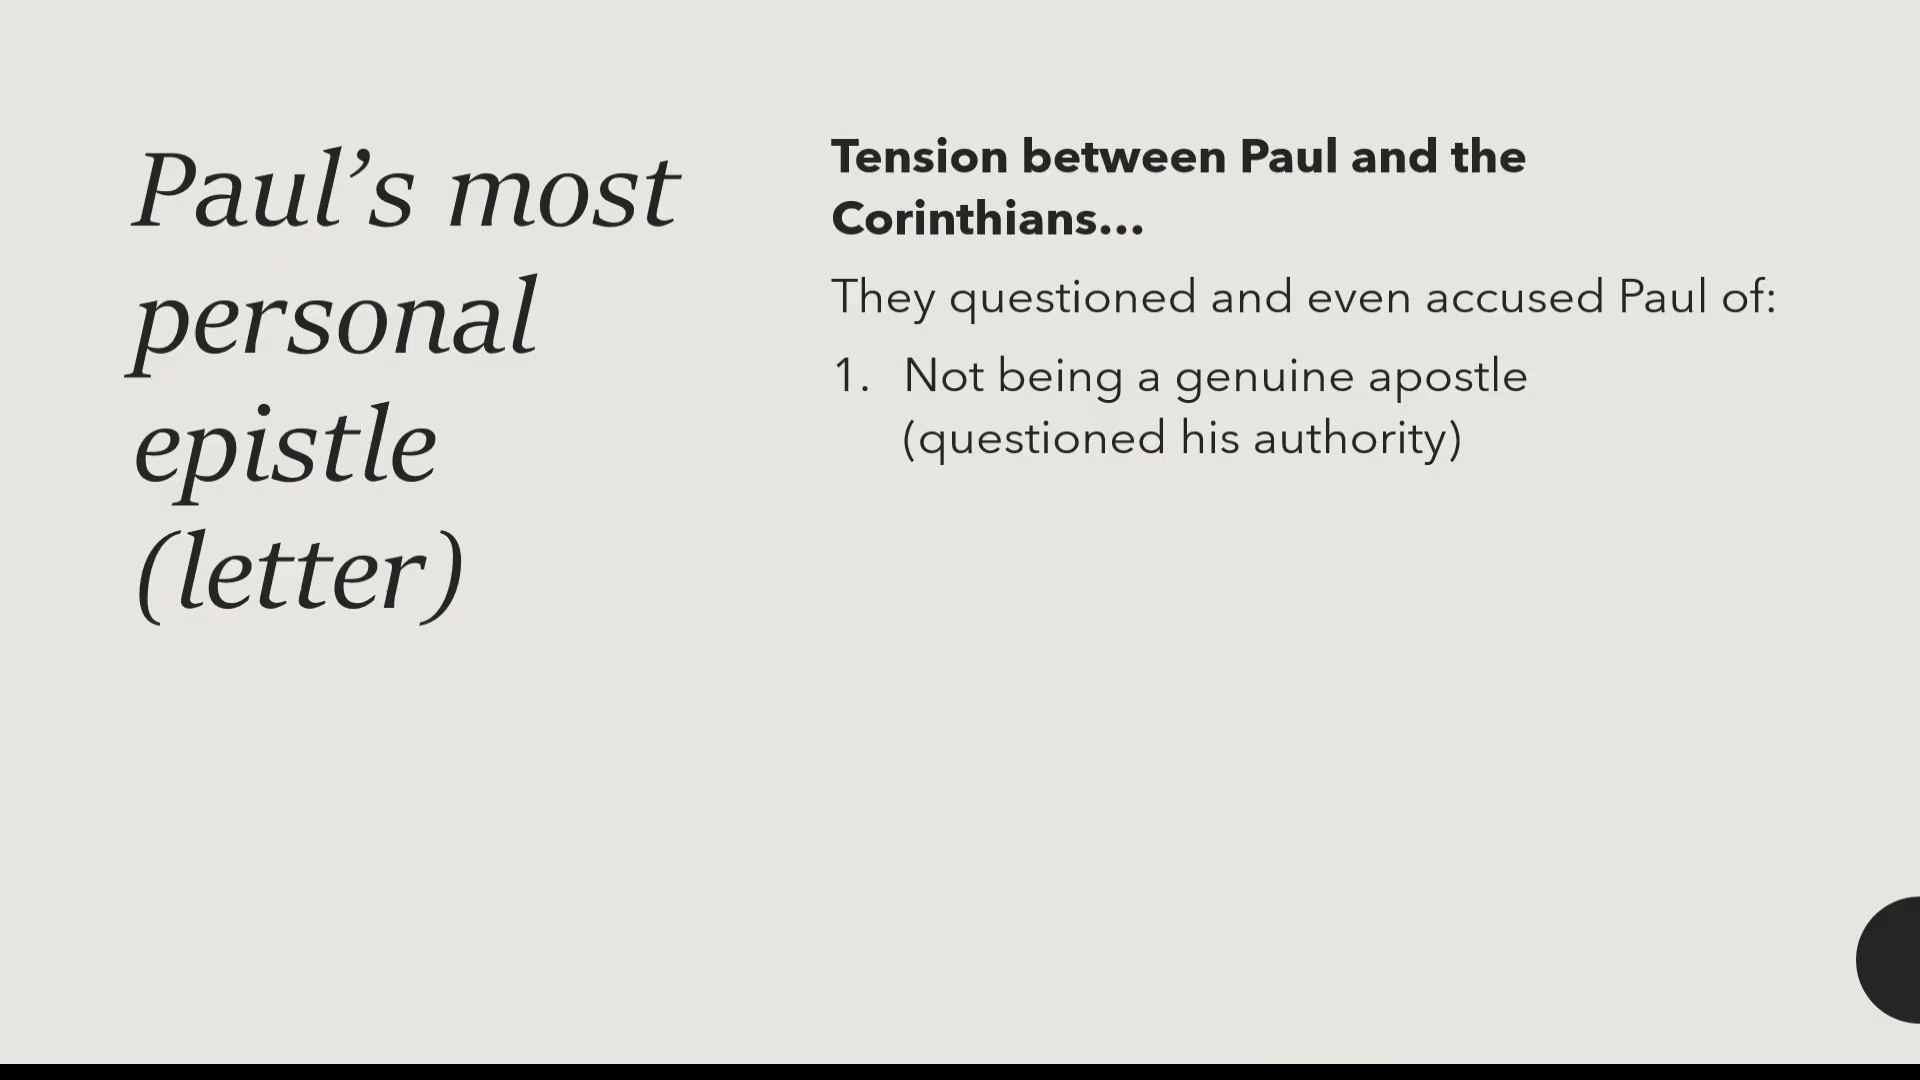 Paul’s most
personal
epistle
(letter)
Tension between Paul and the
Corinthians…
They questioned and even accused Paul of:
1. Not being a genuine apostle
(questioned his authority)